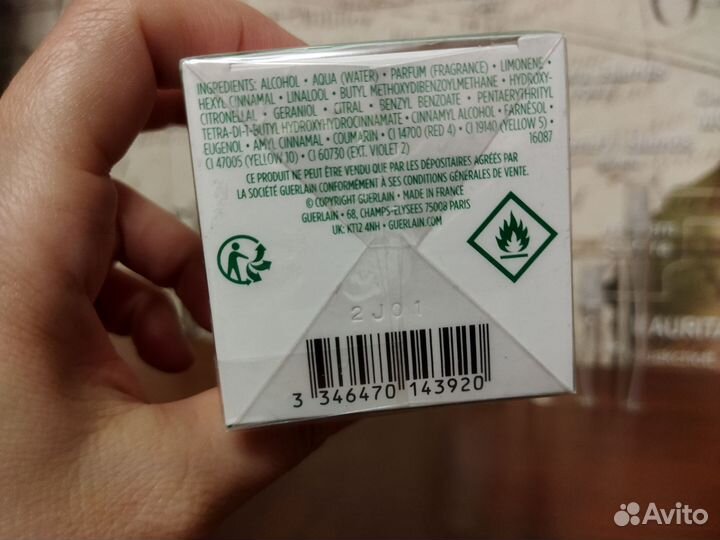 INGREDIENTS: ALCOHOL • AQUA (WATER) • PARFUM (FRAGRANCE) • LIMONENE •
HEXYL CINNAMAL • LINALOOL • BUTYL METHOXYDIBENZOYLMETHANE • HYDROXY-
CITRONELLAL • GERANIOL • CITRAL • BENZYL BENZOATE • PENTAERYTHRITYL
TETRA-DI-T-BUTYL HYDROXYHYDROCINNAMATE • CINNAMYL ALCOHOL • FARNESOL •
EUGENOL • AMYL CINNAMAL • COUMARIN • CI 14700 (RED 4) • CI 19140 (YELLOW 5) •
CI 47005 (YELLOW 10) • CI 60730 (EXT. VIOLET 2) 16087
CE PRODUIT NE PEUT ÊTRE VENDU QUE PAR LES DÉPOSITAIRES AGRÉÉS PAR
LA SOCIÉTÉ GUERLAIN CONFORMÉMENT À SES CONDITIONS GÉNÉRALES DE VENTE.
© COPYRIGHT GUERLAIN • MADE IN FRANCE
GUERLAIN • 68, CHAMPS-ELYSEES 75008 PARIS
UK: KT12 4NH • GUERLAIN.COM
2J01
3 346470 143920
AURITA
Avito